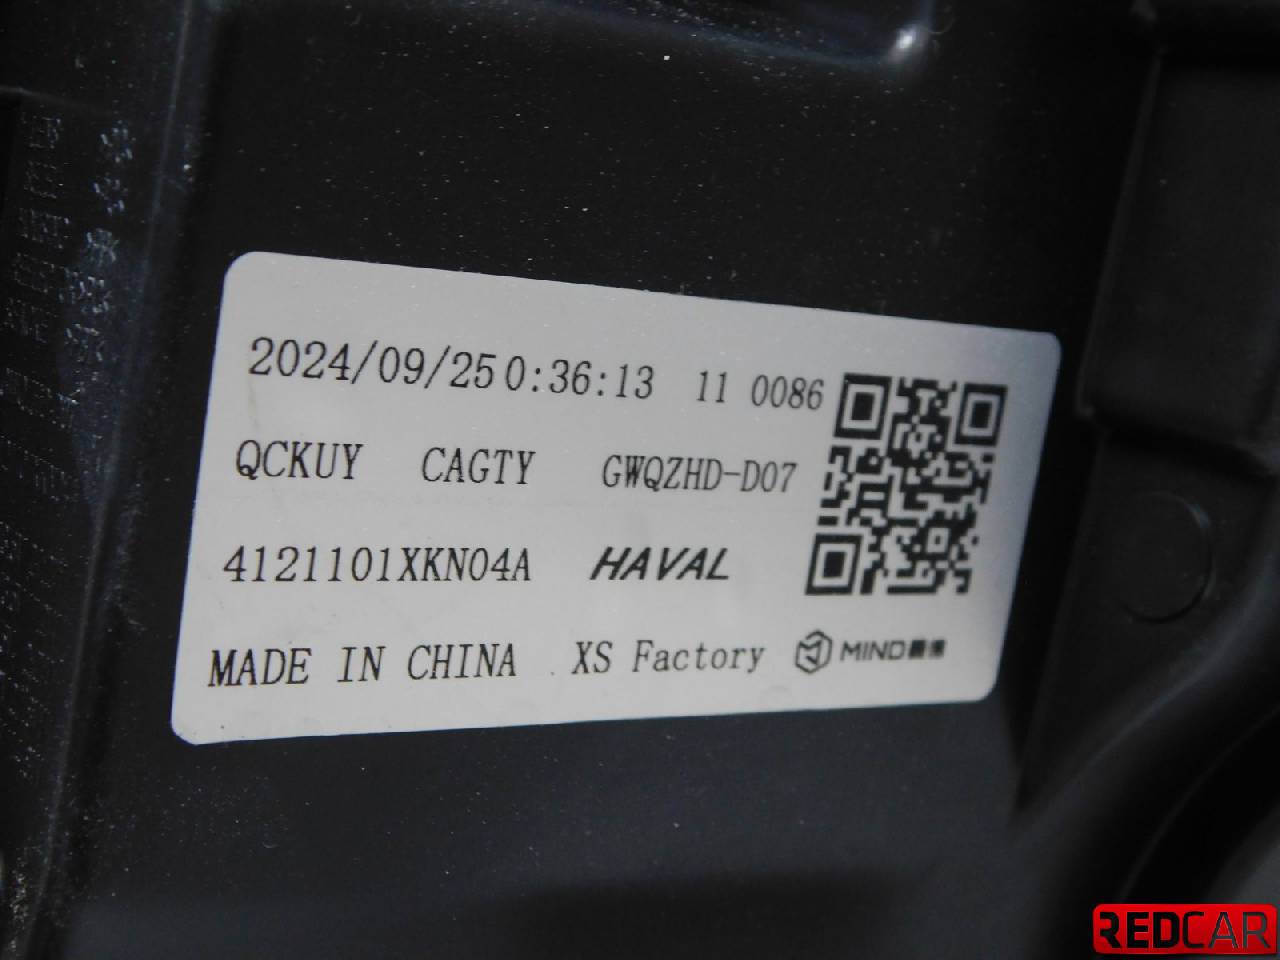 2024/09/25 0:36:13 11 0086
QCKUY CAGTY GWQZHD-D07
4121101XKN04A HAVAL
MADE IN CHINA XS Factory MIND
REDCAR